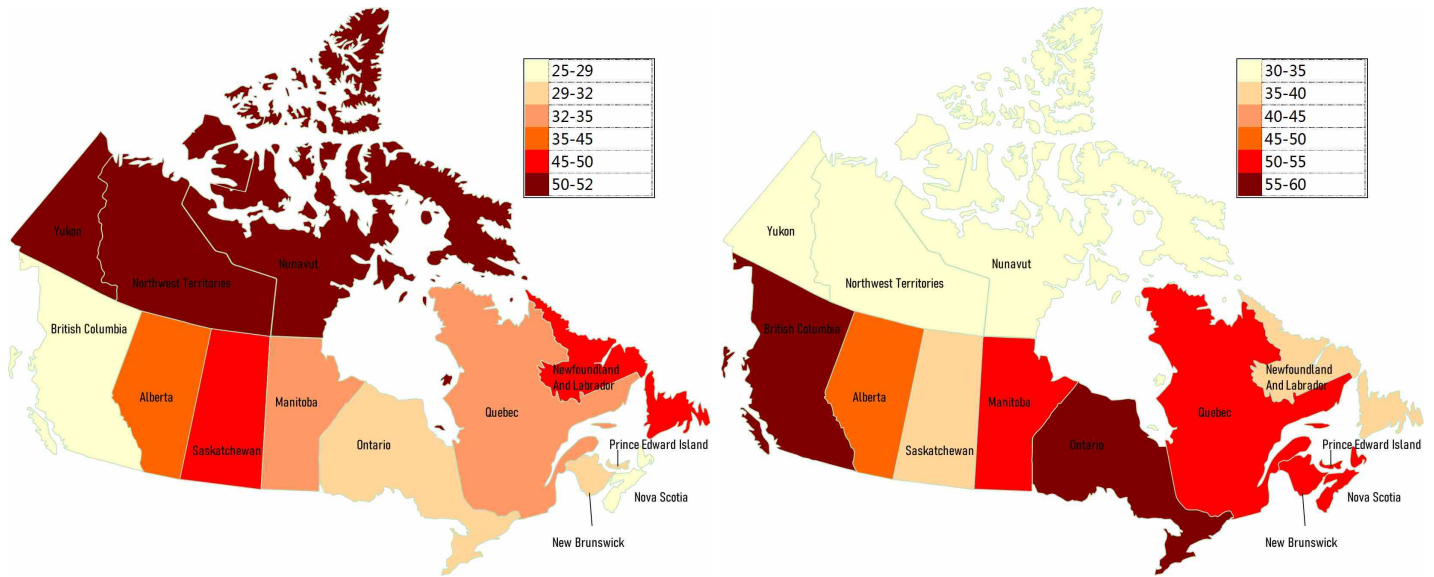 25-29
29-32
32-35
35-45
45-50
50-52
Yukon
Nunavut
Northwest Territories
British Columbia
Newfoundland
And Labrador
Alberta
Manitoba
Quebec
Ontario
Saskatchewan
Prince Edward Island
Nova Scotia
New Brunswick
30-35
35-40
40-45
45-50
50-55
55-60
Yukon
Nunavut
Northwest Territories
British Columbia
Newfoundland
And Labrador
Alberta
Manitoba
Quebec
Ontario
Saskatchewan
Prince Edward Island
Nova Scotia
New Brunswick